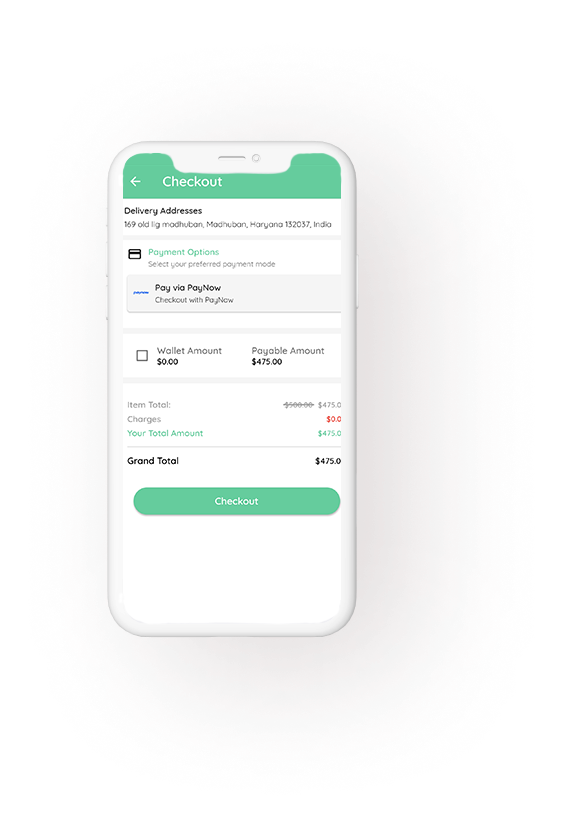 Checkout
Delivery Addresses
169 old lig madhuban, Madhuban, Haryana 132037, India
Payment Options
Select your preferred payment mode
Pay via PayNow
Checkout with PayNow
Wallet Amount Payable Amount
$0.00 $475.00
Item Total: $500.00 $475.0
Charges $0.0
Your Total Amount $475.0
Grand Total $475.0
Checkout